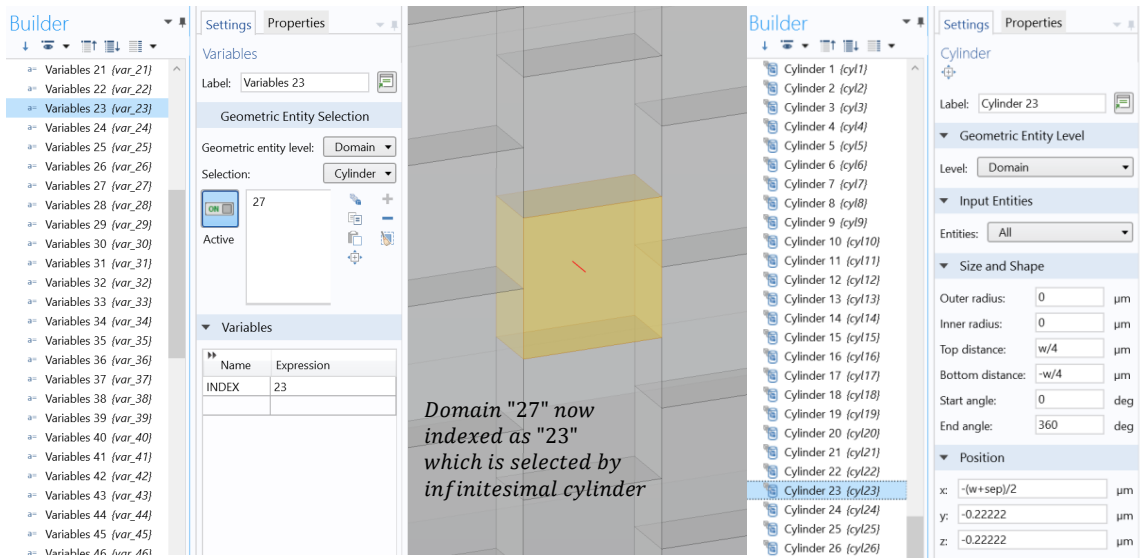 Builder
Variables 21 {var_21}
Variables 22 {var_22}
Variables 23 {var_23}
Variables 24 {var_24}
Variables 25 {var_25}
Variables 26 {var_26}
Variables 27 {var_27}
Variables 28 {var_28}
Variables 29 {var_29}
Variables 30 {var_30}
Variables 31 {var_31}
Variables 32 {var_32}
Variables 33 {var_33}
Variables 34 {var_34}
Variables 35 {var_35}
Variables 36 {var_36}
Variables 37 {var_37}
Variables 38 {var_38}
Variables 39 {var_39}
Variables 40 {var_40}
Variables 41 {var_41}
Variables 42 {var_42}
Variables 43 {var_43}
Variables 44 {var_44}
Variables 45 {var_45}
Variables 46 {var_46}
Settings Properties
Variables
Label: Variables 23
Geometric Entity Selection
Geometric entity level: Domain
Selection: Cylinder
ON
27
Active
Variables
Name Expression
INDEX 23
Domain "27" now
indexed as "23"
which is selected by
infinitesimal cylinder
Builder
Cylinder 1 {cyl1}
Cylinder 2 {cyl2}
Cylinder 3 {cyl3}
Cylinder 4 {cyl4}
Cylinder 5 {cyl5}
Cylinder 6 {cyl6}
Cylinder 7 {cyl7}
Cylinder 8 {cyl8}
Cylinder 9 {cyl9}
Cylinder 10 {cyl10}
Cylinder 11 {cyl11}
Cylinder 12 {cyl12}
Cylinder 13 {cyl13}
Cylinder 14 {cyl14}
Cylinder 15 {cyl15}
Cylinder 16 {cyl16}
Cylinder 17 {cyl17}
Cylinder 18 {cyl18}
Cylinder 19 {cyl19}
Cylinder 20 {cyl20}
Cylinder 21 {cyl21}
Cylinder 22 {cyl22}
Cylinder 23 {cyl23}
Cylinder 24 {cyl24}
Cylinder 25 {cyl25}
Cylinder 26 {cyl26}
Settings Properties
Cylinder
Label: Cylinder 23
Geometric Entity Level
Level: Domain
Input Entities
Entities: All
Size and Shape
Outer radius: 0 µm
Inner radius: 0 µm
Top distance: w/4 µm
Bottom distance: -w/4 µm
Start angle: 0 deg
End angle: 360 deg
Position
x: -(w+sep)/2 µm
y: -0.22222 µm
z: -0.22222 µm